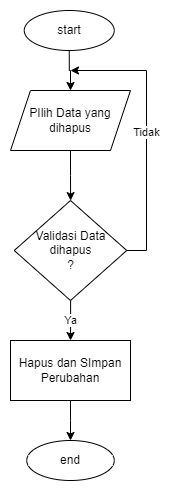 start
PIlih Data yang
dihapus
Tidak
Validasi Data
dihapus
?
Ya
Hapus dan SImpan
Perubahan
end